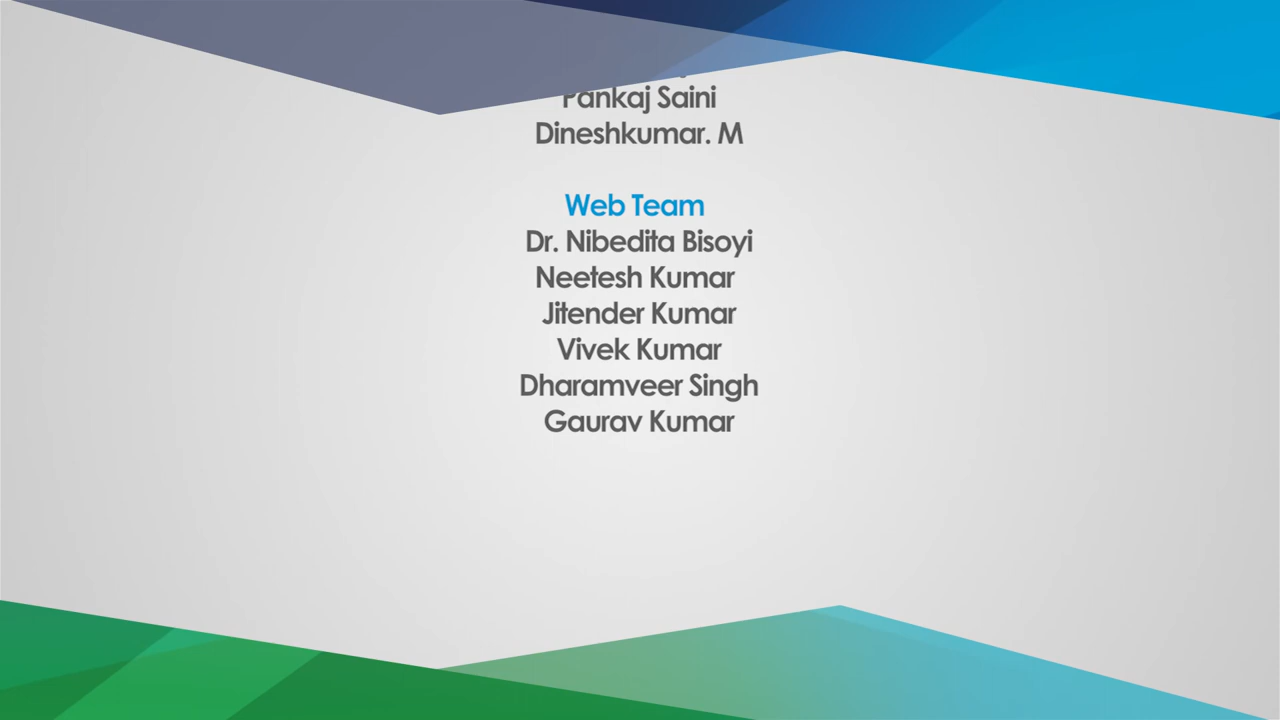 Pankaj Saini
Dineshkumar. M
Web Team
Dr. Nibedita Bisoyi
Neetesh Kumar
Jitender Kumar
Vivek Kumar
Dharamveer Singh
Gaurav Kumar